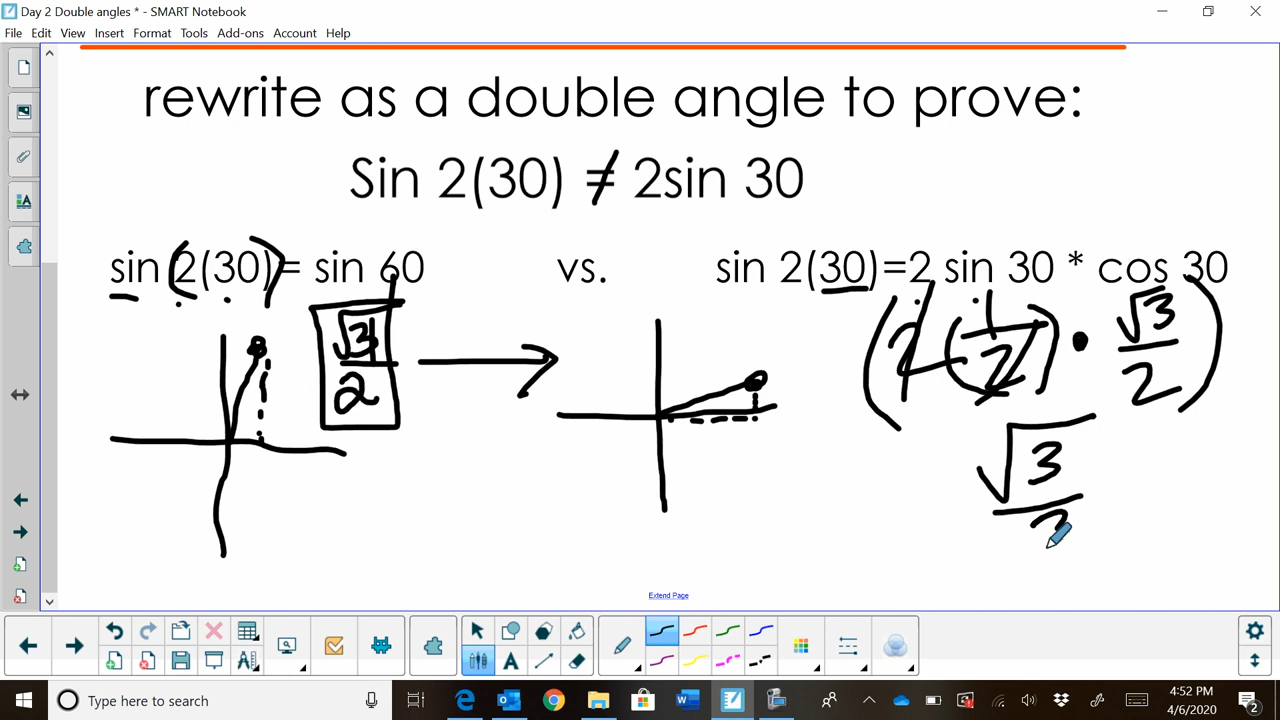 Day 2 Double angles * - SMART Notebook
File Edit View Insert Format Tools Add-ons Account Help
rewrite as a double angle to prove:
Sin 2(30) ≠ 2sin 30
sin (2(30)) = sin 60 vs. sin 2(30)=2 sin 30 * cos 30
√3/2
(2 (1/2) • √3/2)
√3/2
Extend Page
Type here to search
4:52 PM
4/6/2020
2